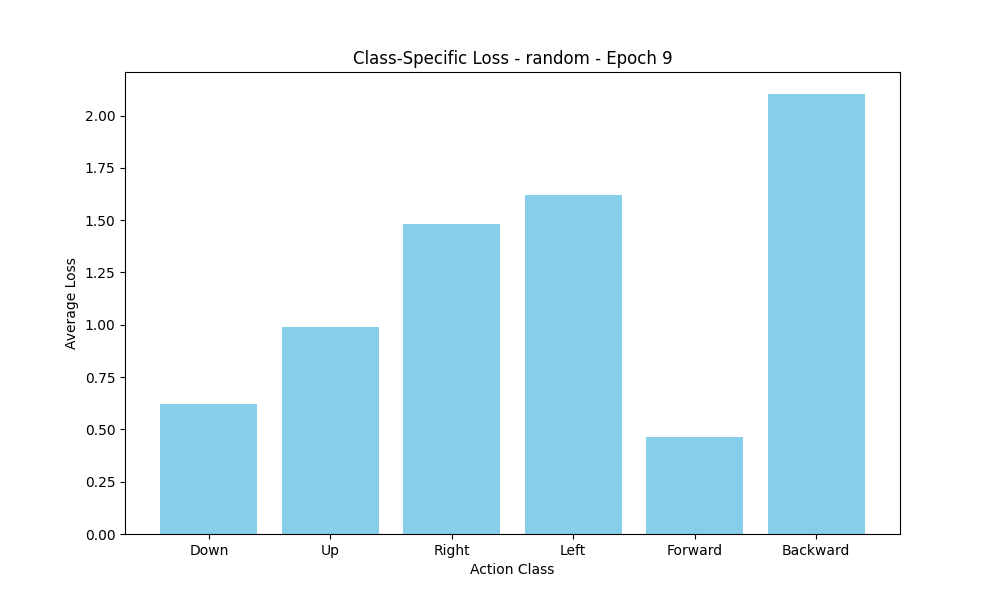 Class-Specific Loss - random - Epoch 9
Average Loss
2.00
1.75
1.50
1.25
1.00
0.75
0.50
0.25
0.00
Down Up Right Left Forward Backward
Action Class